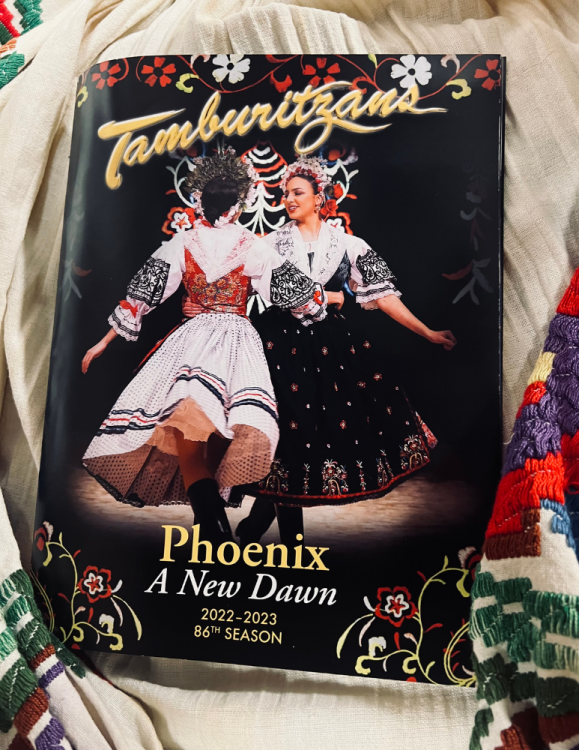 Tamburitzans
Phoenix
A New Dawn
2022–2023
86TH SEASON